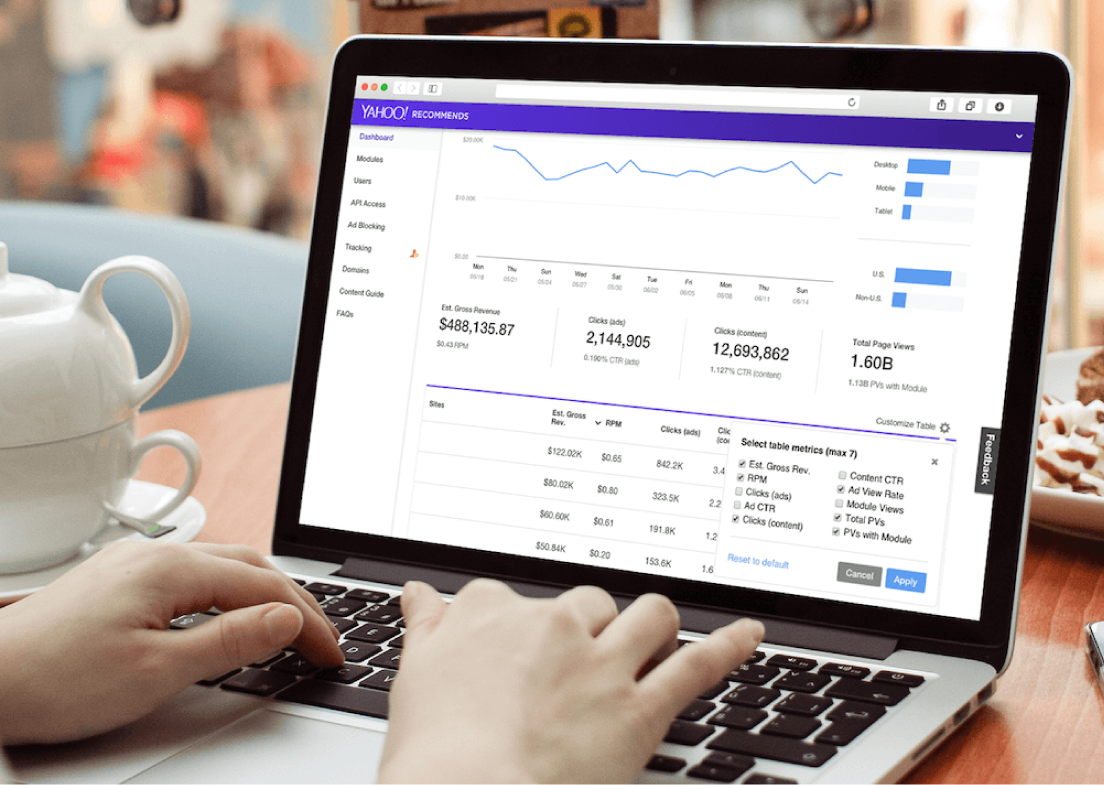 YAHOO! RECOMMENDS
Dashboard
Modules
Users
API Access
Ad Blocking
Tracking
Domains
Content Guide
FAQs
$20.00K
$10.00K
$0.00
Mon Thu Sun Wed Sat Tue Fri Mon Thu Sun
05/18 05/21 05/24 05/27 05/30 06/02 06/05 06/08 06/11 06/14
Desktop
Mobile
Tablet
U.S.
Non-U.S.
Est. Gross Revenue
$488,135.87
$0.43 RPM
Clicks (ads)
2,144,905
0.190% CTR (ads)
Clicks (content)
12,693,862
1.127% CTR (content)
Total Page Views
1.60B
1.13B PVs with Module
Customize Table
Sites Est. Gross Rev. RPM Clicks (ads)
$122.02K $0.65 842.2K 3.4
$80.02K $0.80 323.5K 2.2
$60.60K $0.61 191.8K 1.2
$50.84K $0.20 153.6K 1.6
Select table metrics (max 7)
Est. Gross Rev.
RPM
Clicks (ads)
Ad CTR
Clicks (content)
Content CTR
Ad View Rate
Module Views
Total PVs
PVs with Module
Reset to default
Cancel
Apply
Feedback